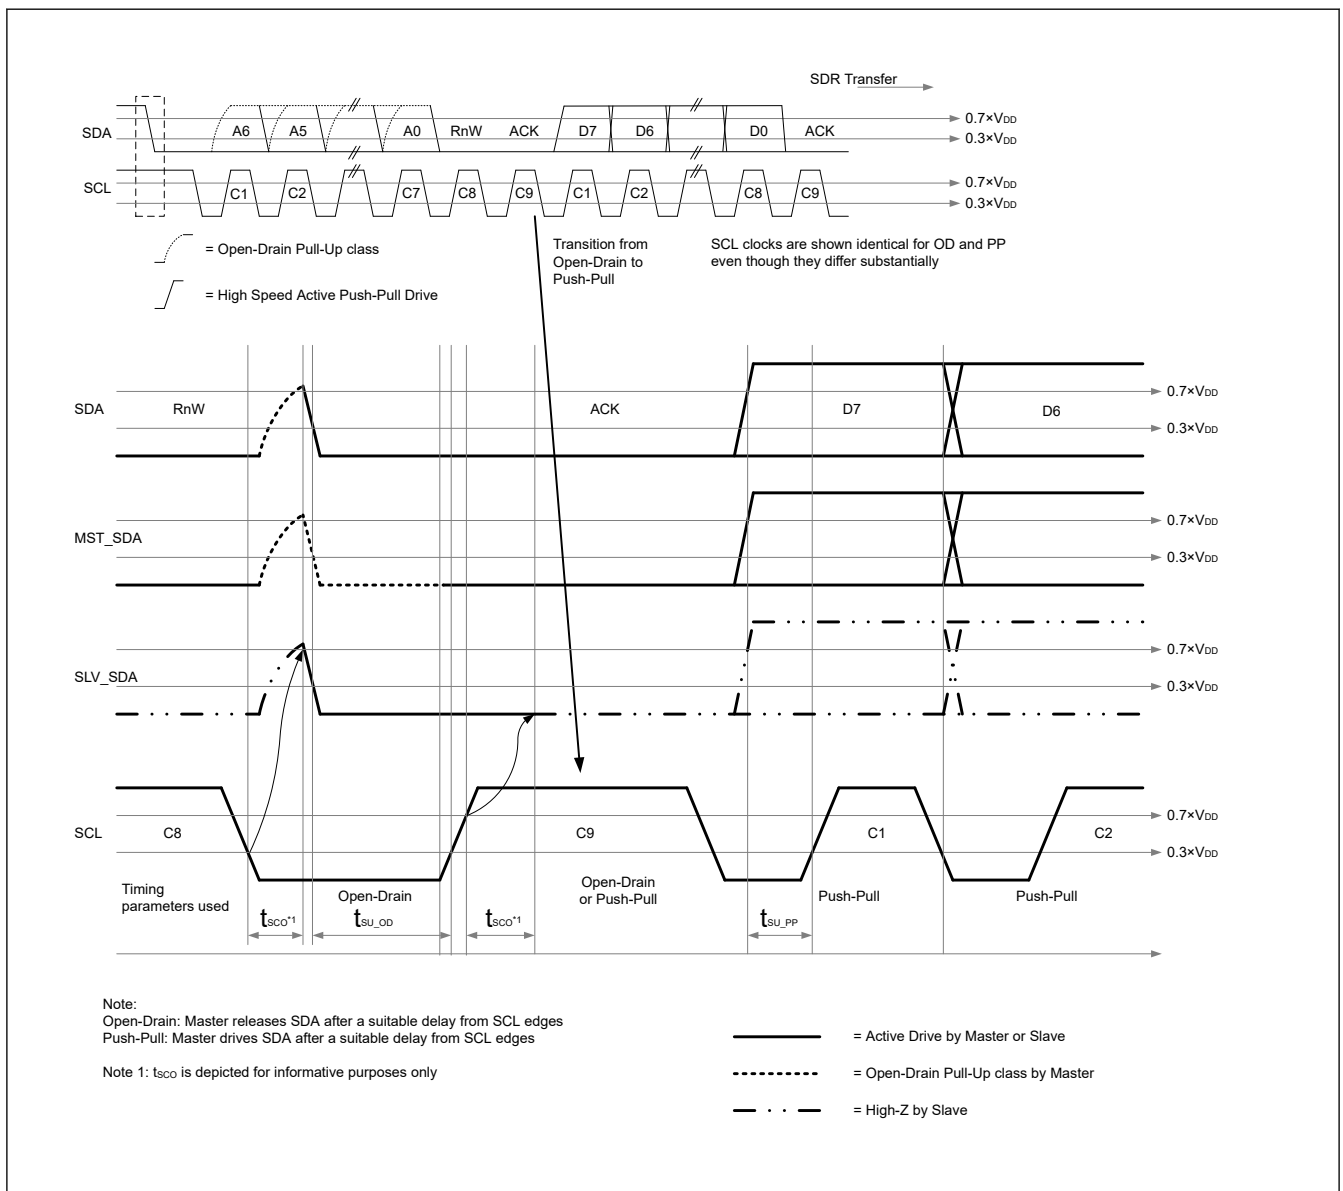 SDR Transfer
SDA
A6
A5
A0
RnW
ACK
D7
D6
D0
ACK
0.7×VDD
0.3×VDD
SCL
C1
C2
C7
C8
C9
C1
C2
C8
C9
0.7×VDD
0.3×VDD
= Open-Drain Pull-Up class
= High Speed Active Push-Pull Drive
Transition from
Open-Drain to
Push-Pull
SCL clocks are shown identical for OD and PP
even though they differ substantially
SDA
RnW
ACK
D7
D6
0.7×VDD
0.3×VDD
MST_SDA
0.7×VDD
0.3×VDD
SLV_SDA
0.7×VDD
0.3×VDD
SCL
C8
C9
C1
C2
0.7×VDD
0.3×VDD
Timing
parameters used
Open-Drain
Open-Drain
or Push-Pull
Push-Pull
Push-Pull
tSCO*1
tSU_OD
tSCO*1
tSU_PP
Note:
Open-Drain: Master releases SDA after a suitable delay from SCL edges
Push-Pull: Master drives SDA after a suitable delay from SCL edges
Note 1: tSCO is depicted for informative purposes only
= Active Drive by Master or Slave
= Open-Drain Pull-Up class by Master
= High-Z by Slave